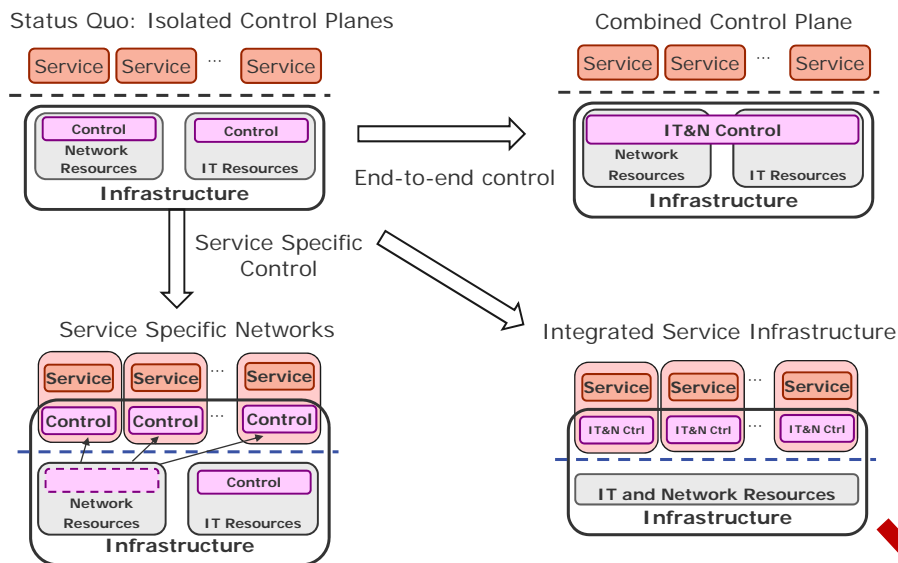 Status Quo: Isolated Control Planes
Service Service ... Service
Control Control
Network
Resources
IT Resources
Infrastructure
End-to-end control
Combined Control Plane
Service Service ... Service
IT&N Control
Network
Resources
IT Resources
Infrastructure
Service Specific
Control
Service Specific Networks
Service Service ... Service
Control Control ... Control
Control
Network
Resources
IT Resources
Infrastructure
Integrated Service Infrastructure
Service Service ... Service
IT&N Ctrl IT&N Ctrl ... IT&N Ctrl
IT and Network Resources
Infrastructure